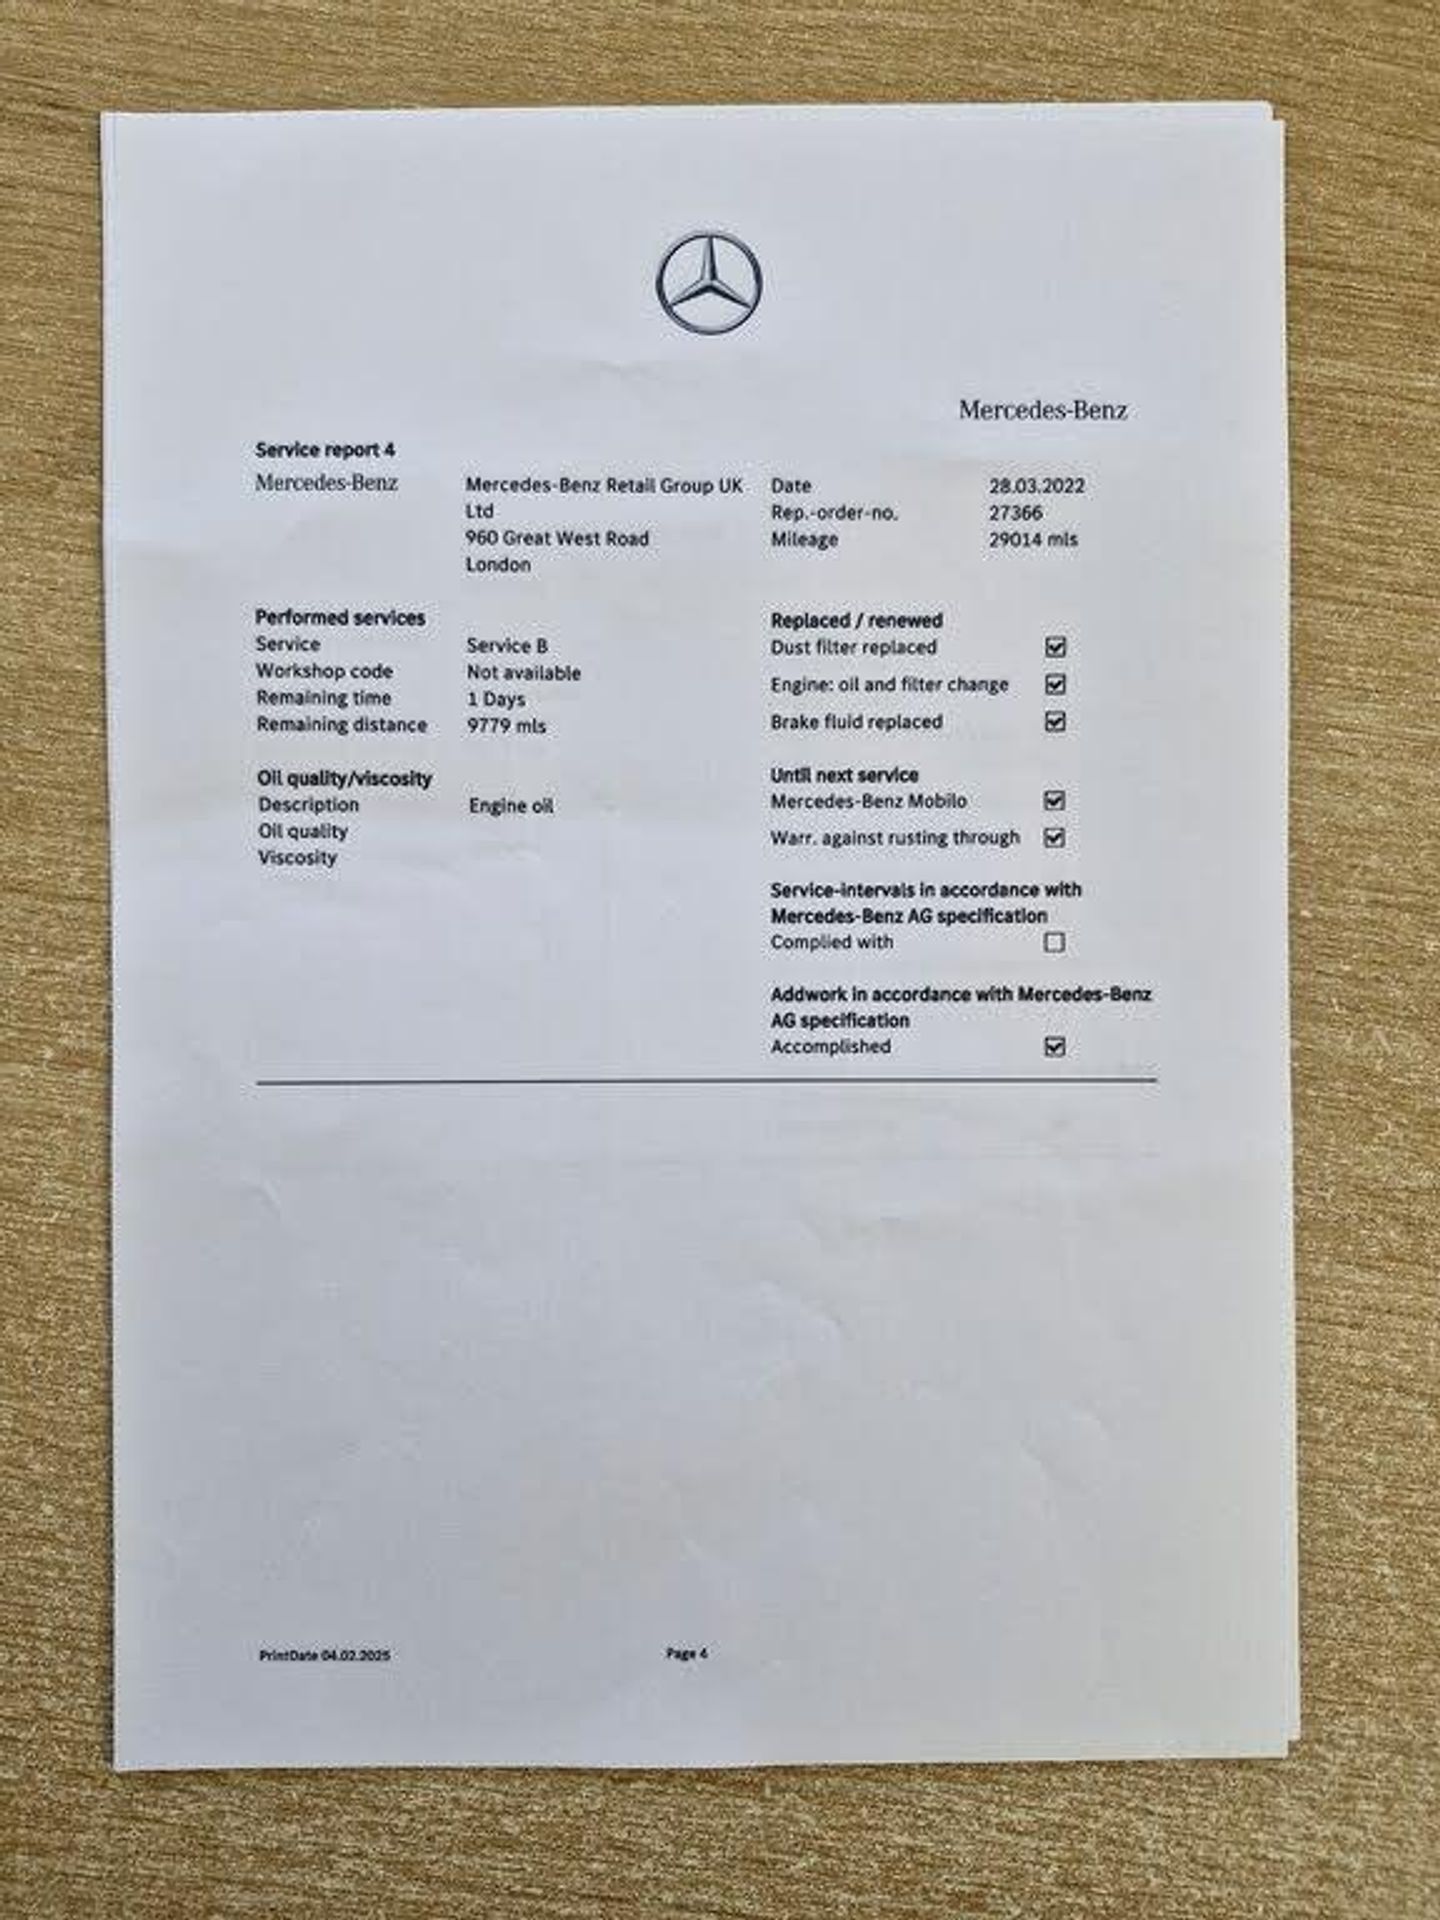 Mercedes-Benz
Service report 4
Mercedes-Benz
Mercedes-Benz Retail Group UK
Ltd
960 Great West Road
London
Date 28.03.2022
Rep.-order-no. 27366
Mileage 29014 mls
Performed services
Service Service B
Workshop code Not available
Remaining time 1 Days
Remaining distance 9779 mls
Oil quality/viscosity
Description Engine oil
Oil quality
Viscosity
Replaced / renewed
Dust filter replaced
Engine: oil and filter change
Brake fluid replaced
Until next service
Mercedes-Benz Mobilo
Warr. against rusting through
Service-intervals in accordance with
Mercedes-Benz AG specification
Complied with
Addwork in accordance with Mercedes-Benz
AG specification
Accomplished
PrintDate 04.02.2025 Page 4